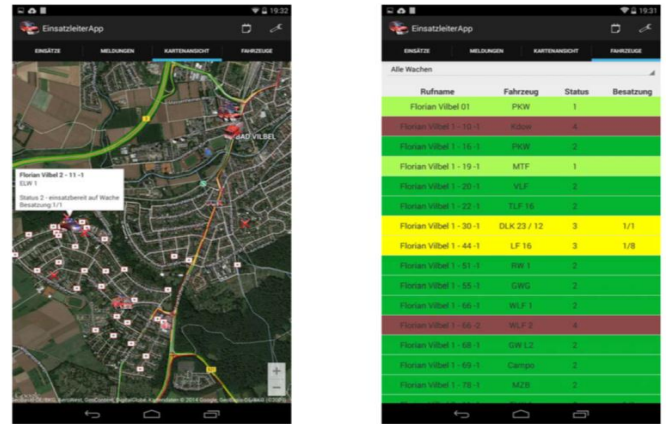 19:32
EinsatzleiterApp
EINSÄTZE MELDUNGEN KARTENANSICHT FAHRZEUGE
BAD VILBEL
Florian Vilbel 2 - 11 -1
ELW 1
Status 2 - einsatzbereit auf Wache
Besatzung 1/1
19:31
EinsatzleiterApp
EINSÄTZE MELDUNGEN KARTENANSICHT FAHRZEUGE
Alle Wachen
Rufname Fahrzeug Status Besatzung
Florian Vilbel 01 PKW 1
Florian Vilbel 1 - 10 -1 Kdow 4
Florian Vilbel 1 - 16 -1 PKW 2
Florian Vilbel 1 - 19 -1 MTF 1
Florian Vilbel 1 - 20 -1 VLF 2
Florian Vilbel 1 - 22 -1 TLF 16 2
Florian Vilbel 1 - 30 -1 DLK 23 / 12 3 1/1
Florian Vilbel 1 - 44 -1 LF 16 3 1/8
Florian Vilbel 1 - 51 -1 RW 1 2
Florian Vilbel 1 - 55 -1 GWG 2
Florian Vilbel 1 - 66 -1 WLF 1 2
Florian Vilbel 1 - 66 -2 WLF 2 4
Florian Vilbel 1 - 68 -1 GW L2 2
Florian Vilbel 1 - 69 -1 Campo 2
Florian Vilbel 1 - 78 -1 MZB 2